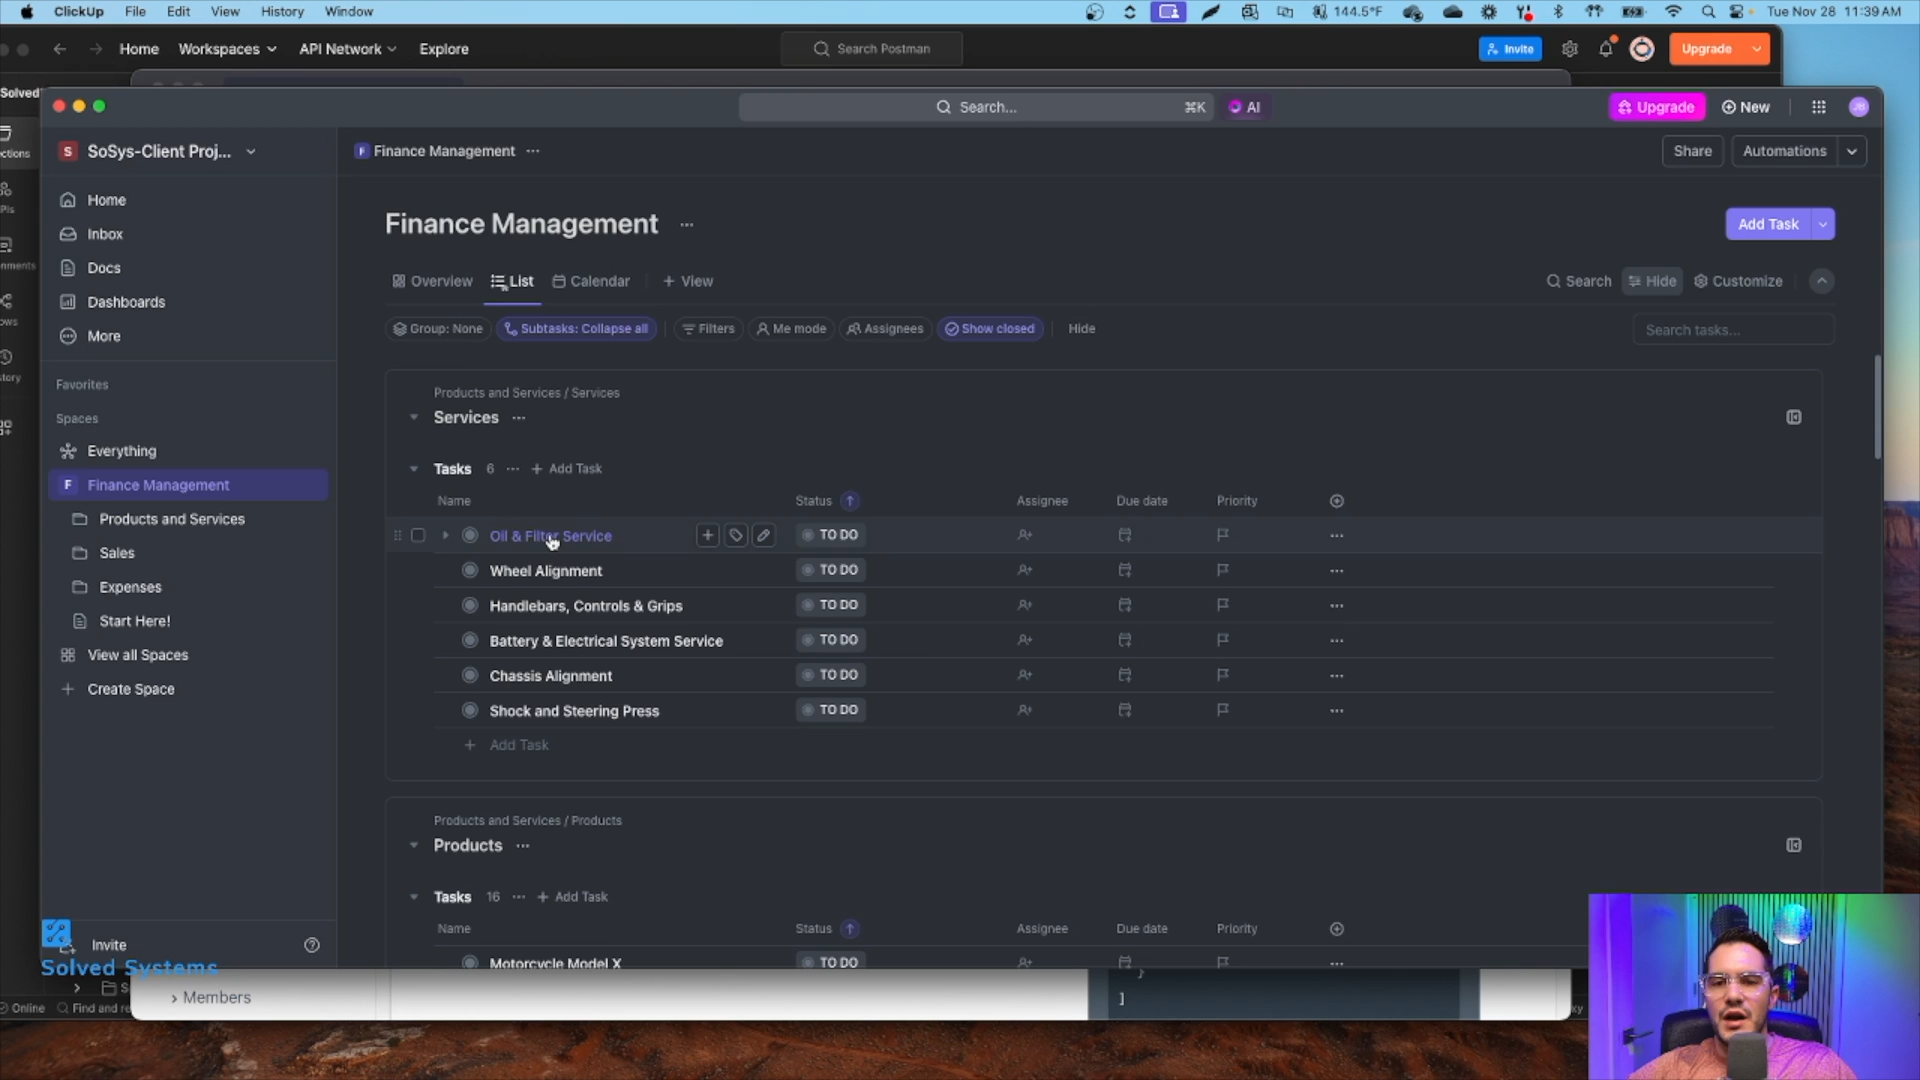 ClickUp File Edit View History Window 144.5°F Tue Nov 28 11:39 AM
Home Workspaces API Network Explore Search Postman Invite Upgrade
Solved
Search... ⌘K AI Upgrade New
S SoSys-Client Proj... F Finance Management ... Share Automations
Home
Inbox
Docs
Dashboards
More
Favorites
Spaces
Everything
F Finance Management
Products and Services
Sales
Expenses
Start Here!
View all Spaces
+ Create Space
Invite
Solved Systems
Finance Management ... Add Task
Overview List Calendar + View Search Hide Customize
Group: None Subtasks: Collapse all Filters Me mode Assignees Show closed Hide Search tasks...
Products and Services / Services
Services ...
Tasks 6 ... + Add Task
Name Status Assignee Due date Priority
Oil & Filter Service TO DO
Wheel Alignment TO DO
Handlebars, Controls & Grips TO DO
Battery & Electrical System Service TO DO
Chassis Alignment TO DO
Shock and Steering Press TO DO
+ Add Task
Products and Services / Products
Products ...
Tasks 16 ... + Add Task
Name Status Assignee Due date Priority
Motorcycle Model X TO DO
> Members
]
Online Find and re